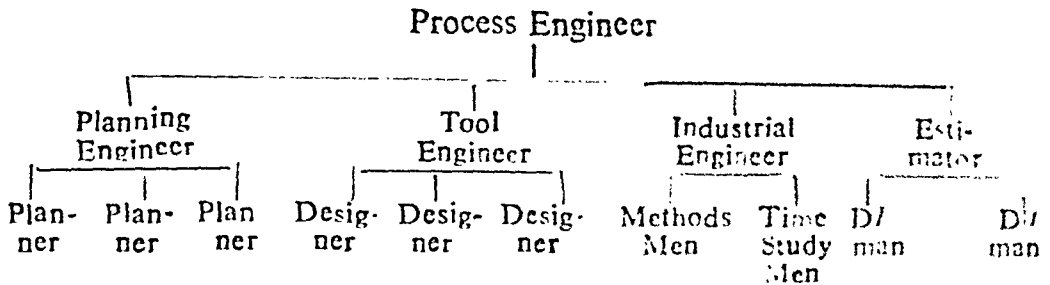 Process Engineer
Planning Tool Industrial Esti-
Engineer Engineer Engineer mator
Plan- Plan- Plan Desig- Desig- Desig- Methods Time D/ D/
ner ner ner ner ner ner Men Study man man
Men